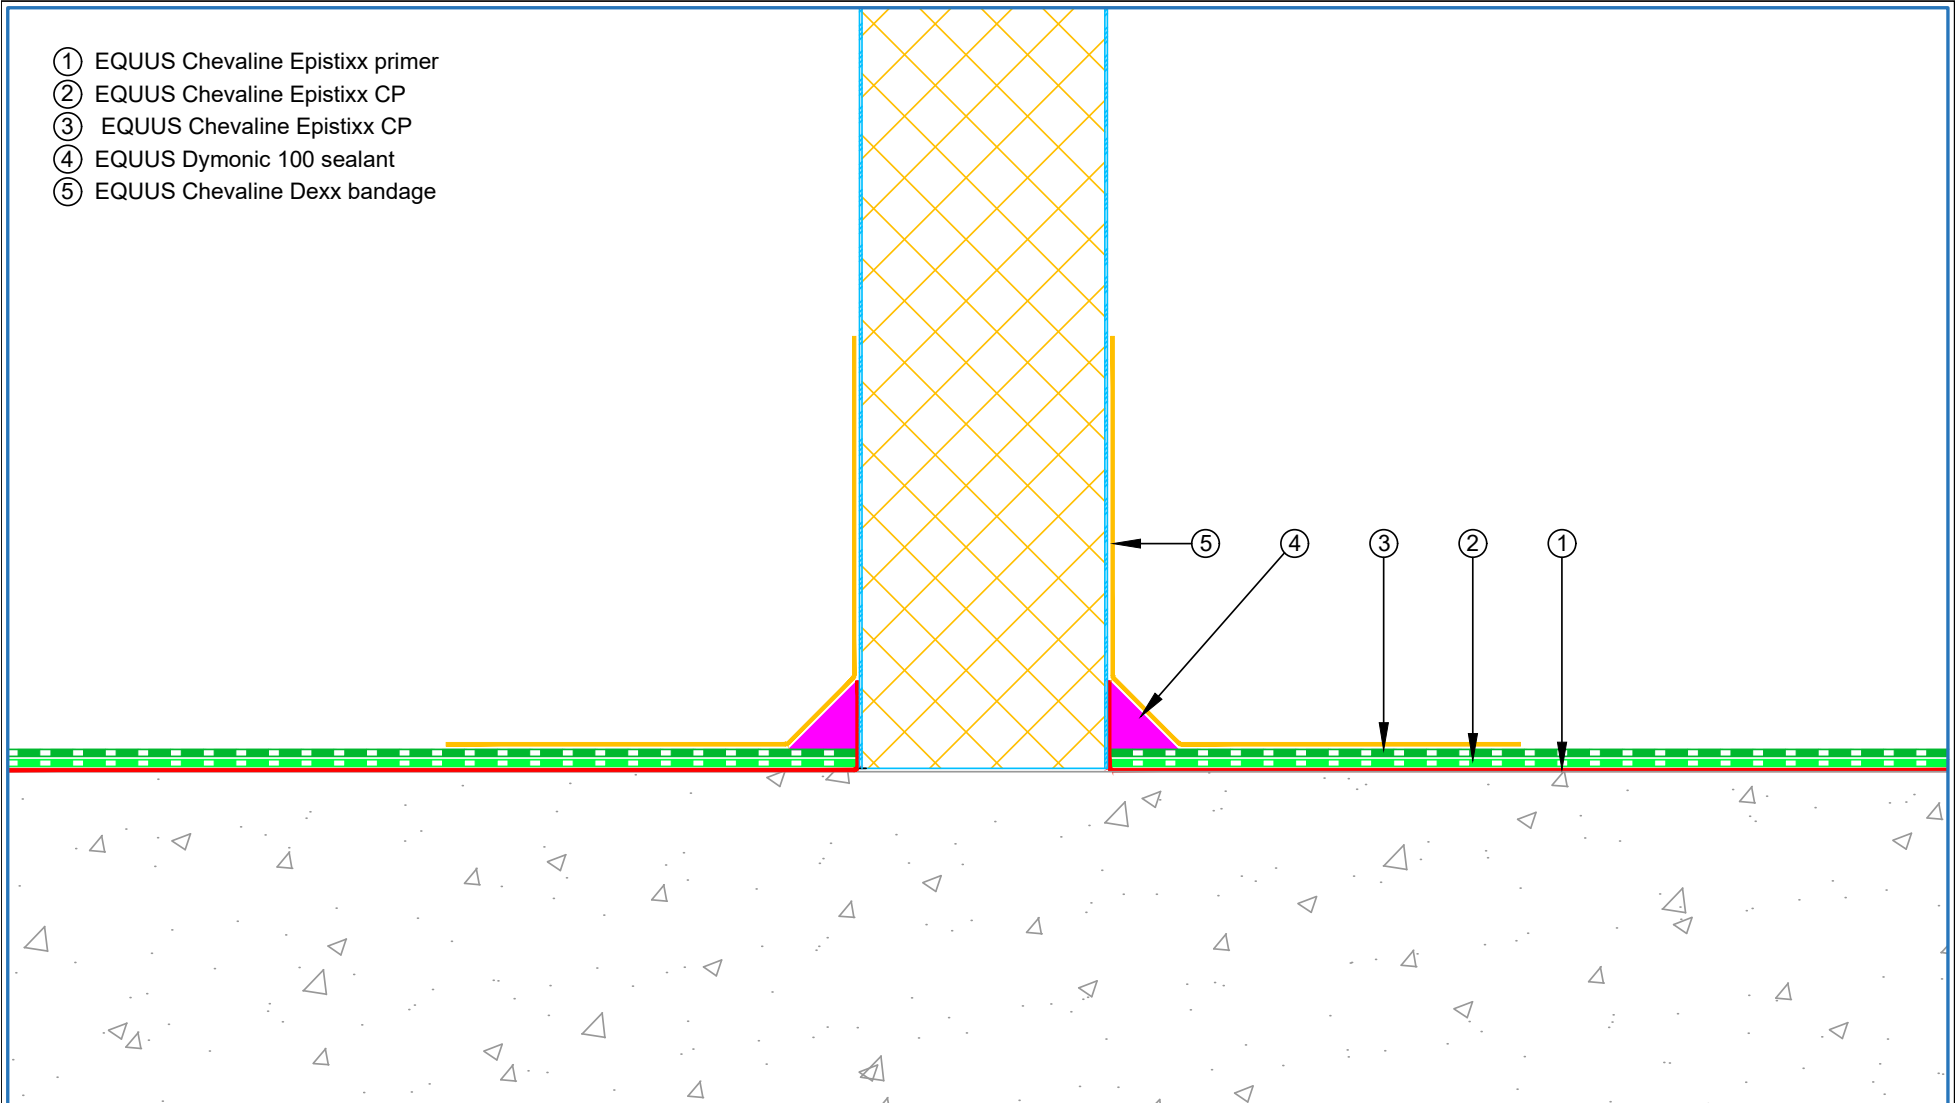 ① EQUUS Chevaline Epistixx primer
② EQUUS Chevaline Epistixx CP
③ EQUUS Chevaline Epistixx CP
④ EQUUS Dymonic 100 sealant
⑤ EQUUS Chevaline Dexx bandage
⑤ ④ ③ ② ①